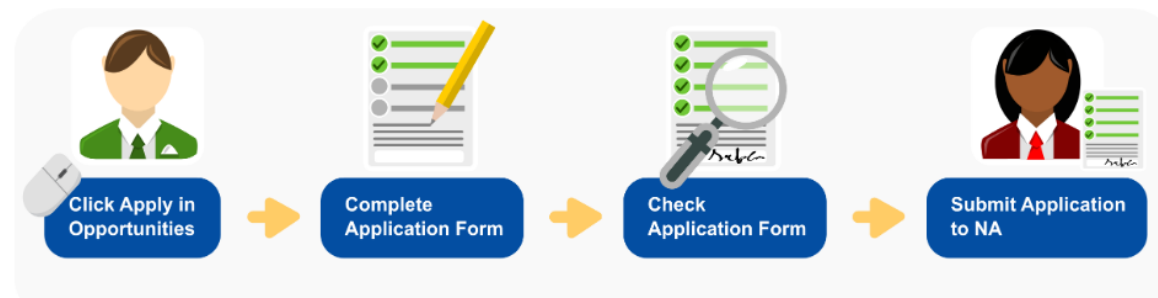 Click Apply in
Opportunities
Complete
Application Form
Check
Application Form
Submit Application
to NA